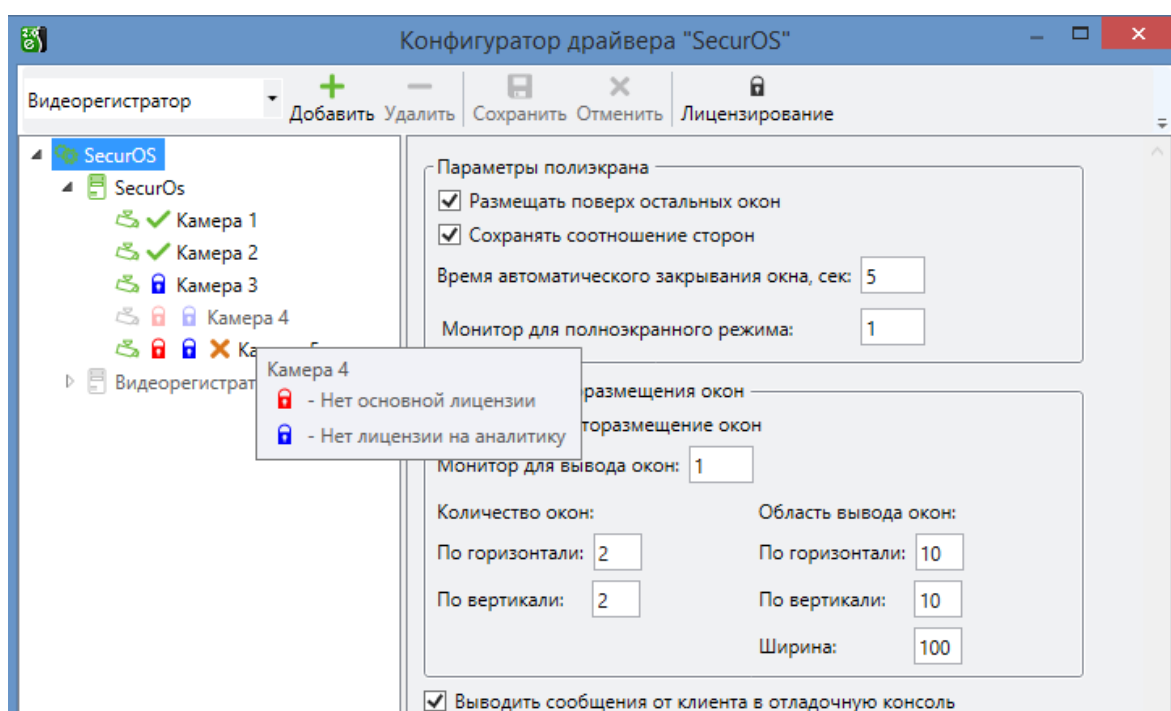 Конфигуратор драйвера "SecurOS"
Видеорегистратор
Добавить Удалить Сохранить Отменить Лицензирование
SecurOS
SecurOs
Камера 1
Камера 2
Камера 3
Камера 4
Видеорегистрат
Камера 4
- Нет основной лицензии
- Нет лицензии на аналитику
Параметры полиэкрана
Размещать поверх остальных окон
Сохранять соотношение сторон
Время автоматического закрывания окна, сек: 5
Монитор для полноэкранного режима: 1
размещения окон
торазмещение окон
Монитор для вывода окон: 1
Количество окон: Область вывода окон:
По горизонтали: 2 По горизонтали: 10
По вертикали: 2 По вертикали: 10
Ширина: 100
Выводить сообщения от клиента в отладочную консоль